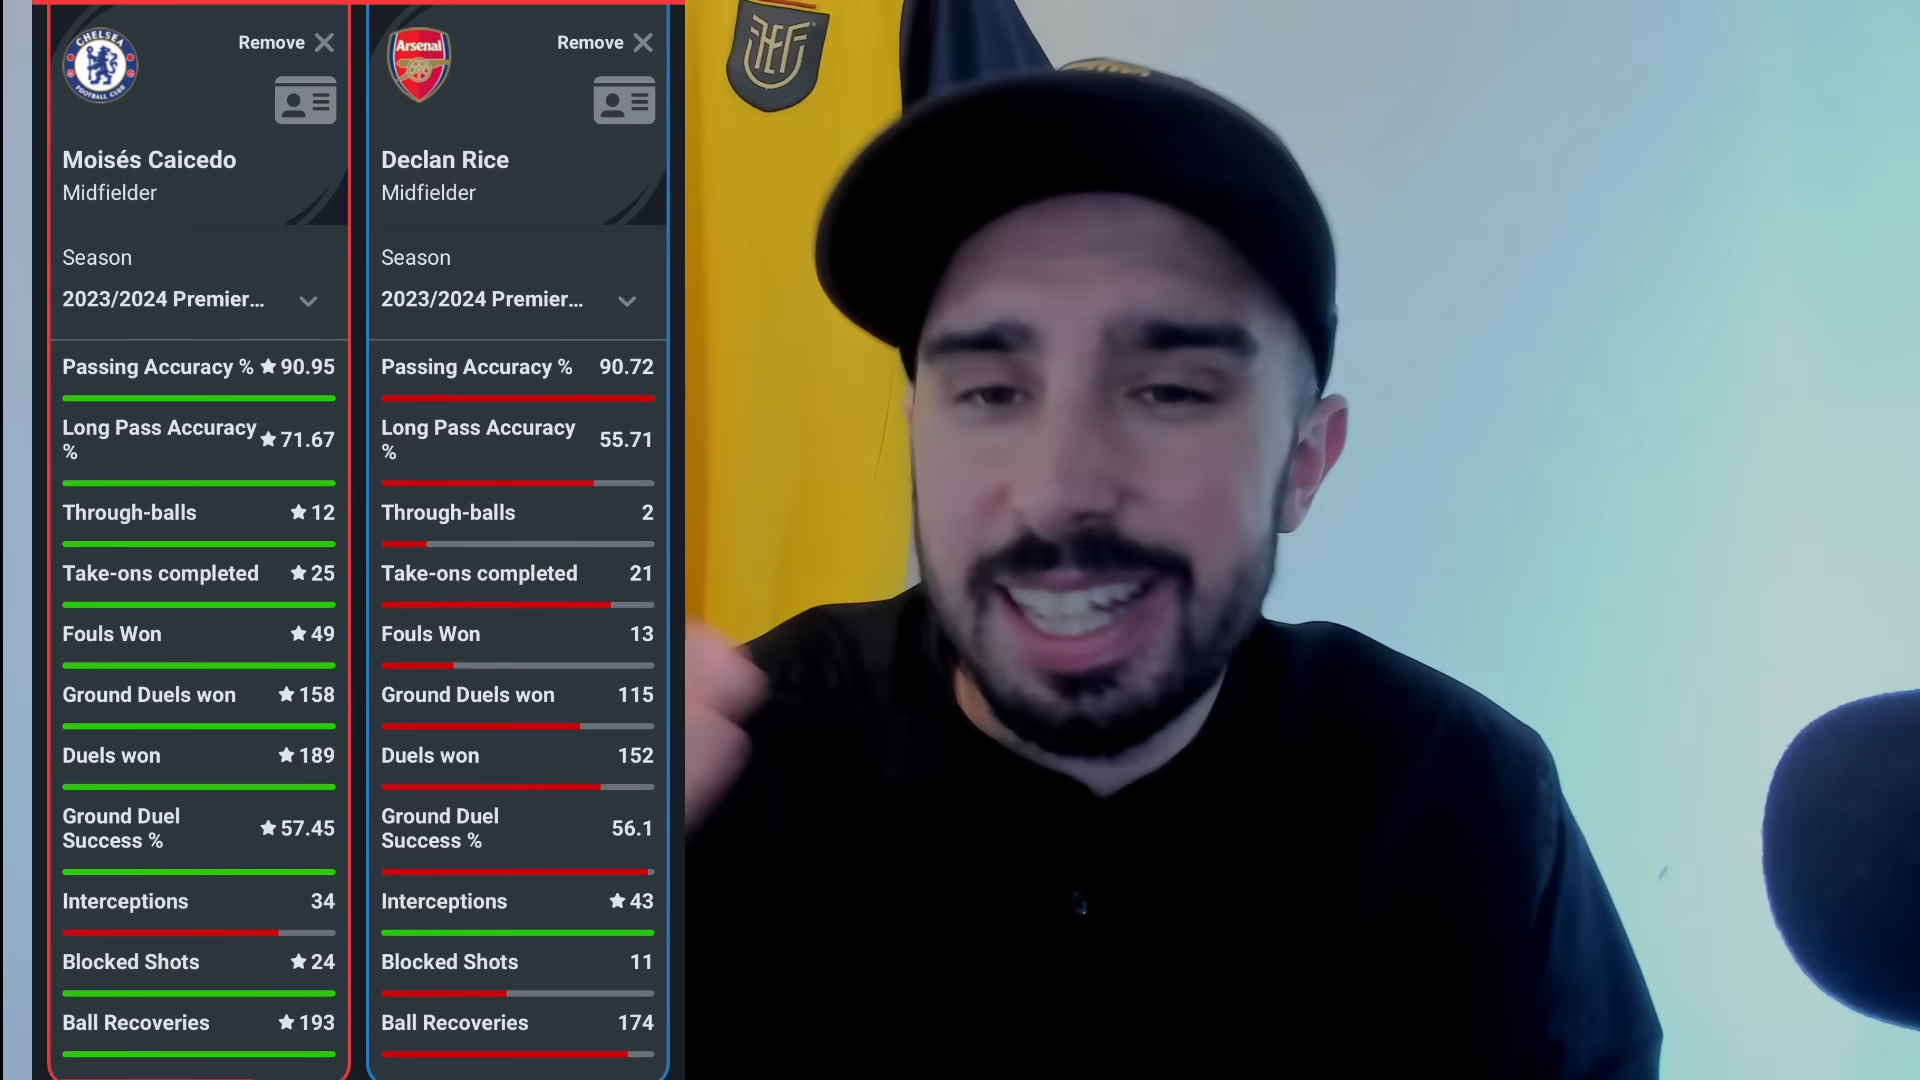 CHELSEA
FOOTBALL CLUB
Remove
Moisés Caicedo
Midfielder
Season
2023/2024 Premier...
Passing Accuracy % ★ 90.95
Long Pass Accuracy
% ★ 71.67
Through-balls ★ 12
Take-ons completed ★ 25
Fouls Won ★ 49
Ground Duels won ★ 158
Duels won ★ 189
Ground Duel
Success % ★ 57.45
Interceptions 34
Blocked Shots ★ 24
Ball Recoveries ★ 193
Arsenal
Remove
Declan Rice
Midfielder
Season
2023/2024 Premier...
Passing Accuracy % 90.72
Long Pass Accuracy
% 55.71
Through-balls 2
Take-ons completed 21
Fouls Won 13
Ground Duels won 115
Duels won 152
Ground Duel
Success % 56.1
Interceptions ★ 43
Blocked Shots 11
Ball Recoveries 174
FEF